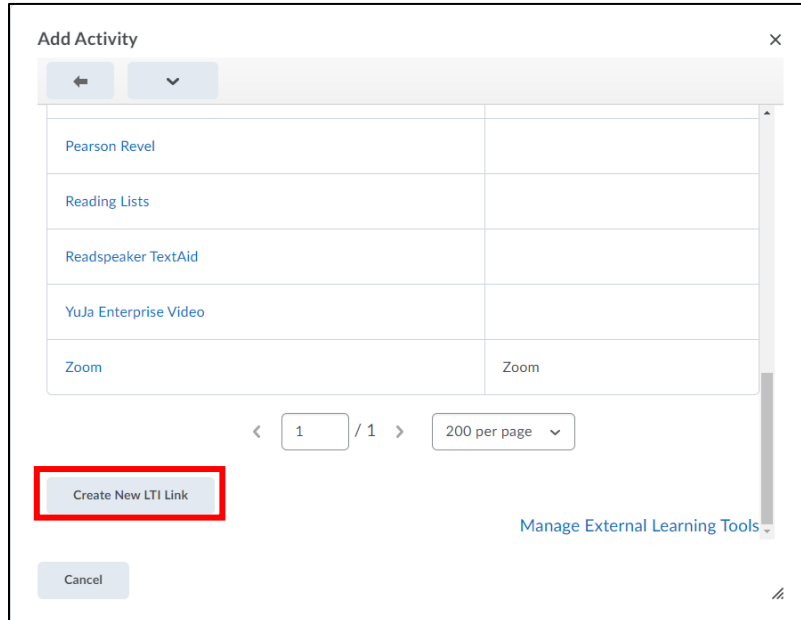 Add Activity
Pearson Revel
Reading Lists
Readspeaker TextAid
YuJa Enterprise Video
Zoom Zoom
1 / 1 200 per page
Create New LTI Link
Manage External Learning Tools
Cancel